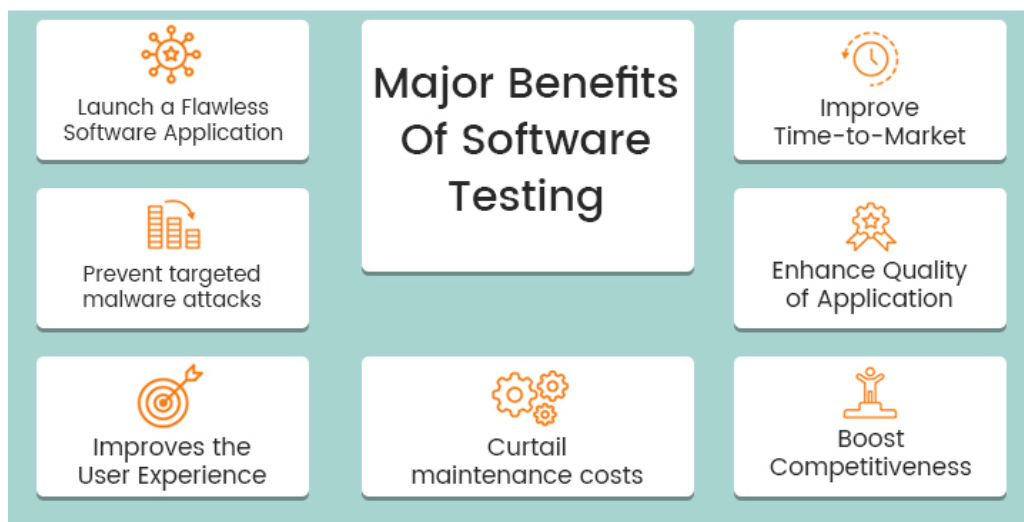 Major Benefits
Of Software
Testing
Launch a Flawless
Software Application
Prevent targeted
malware attacks
Improves the
User Experience
Curtail
maintenance costs
Improve
Time-to-Market
Enhance Quality
of Application
Boost
Competitiveness